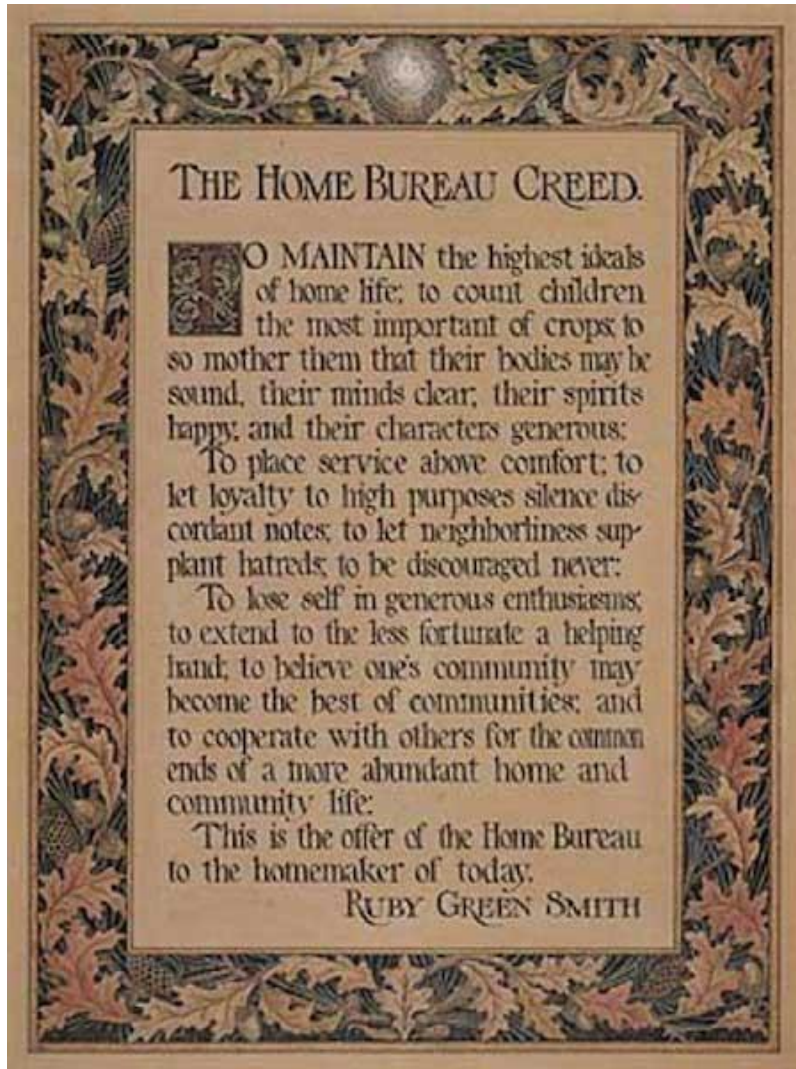 THE HOME BUREAU CREED.
TO MAINTAIN the highest ideals
of home life; to count children
the most important of crops; to
so mother them that their bodies may be
sound, their minds clear; their spirits
happy; and their characters generous:
To place service above comfort; to
let loyalty to high purposes silence dis-
cordant notes; to let neighborliness sup-
plant hatreds; to be discouraged never:
To lose self in generous enthusiasms;
to extend to the less fortunate a helping
hand; to believe one's community may
become the best of communities; and
to cooperate with others for the common
ends of a more abundant home and
community life:
This is the offer of the Home Bureau
to the homemaker of today.
RUBY GREEN SMITH